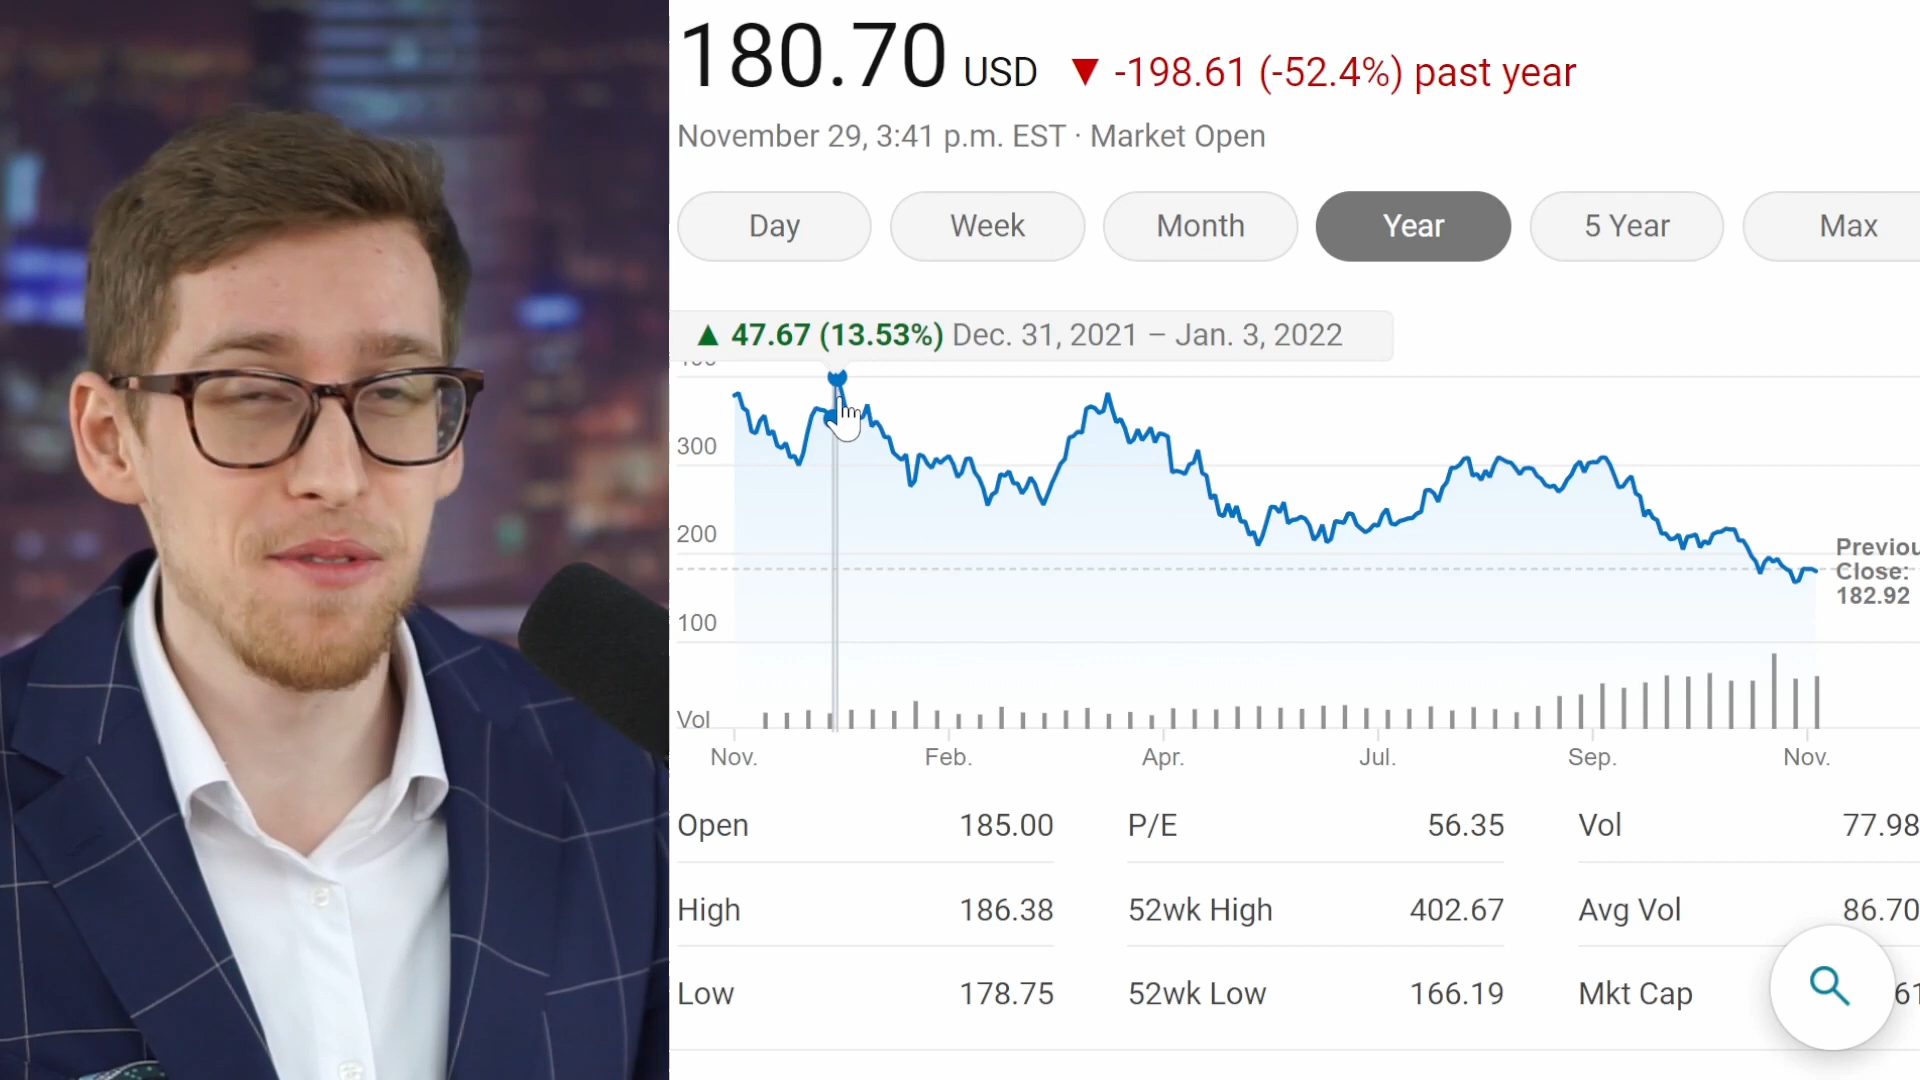 180.70 USD ▼ -198.61 (-52.4%) past year
November 29, 3:41 p.m. EST · Market Open
Day Week Month Year 5 Year Max
▲ 47.67 (13.53%) Dec. 31, 2021 – Jan. 3, 2022
300
200
Previou
Close:
182.92
100
Vol
Nov. Feb. Apr. Jul. Sep. Nov.
Open 185.00 P/E 56.35 Vol 77.98
High 186.38 52wk High 402.67 Avg Vol 86.70
Low 178.75 52wk Low 166.19 Mkt Cap 61